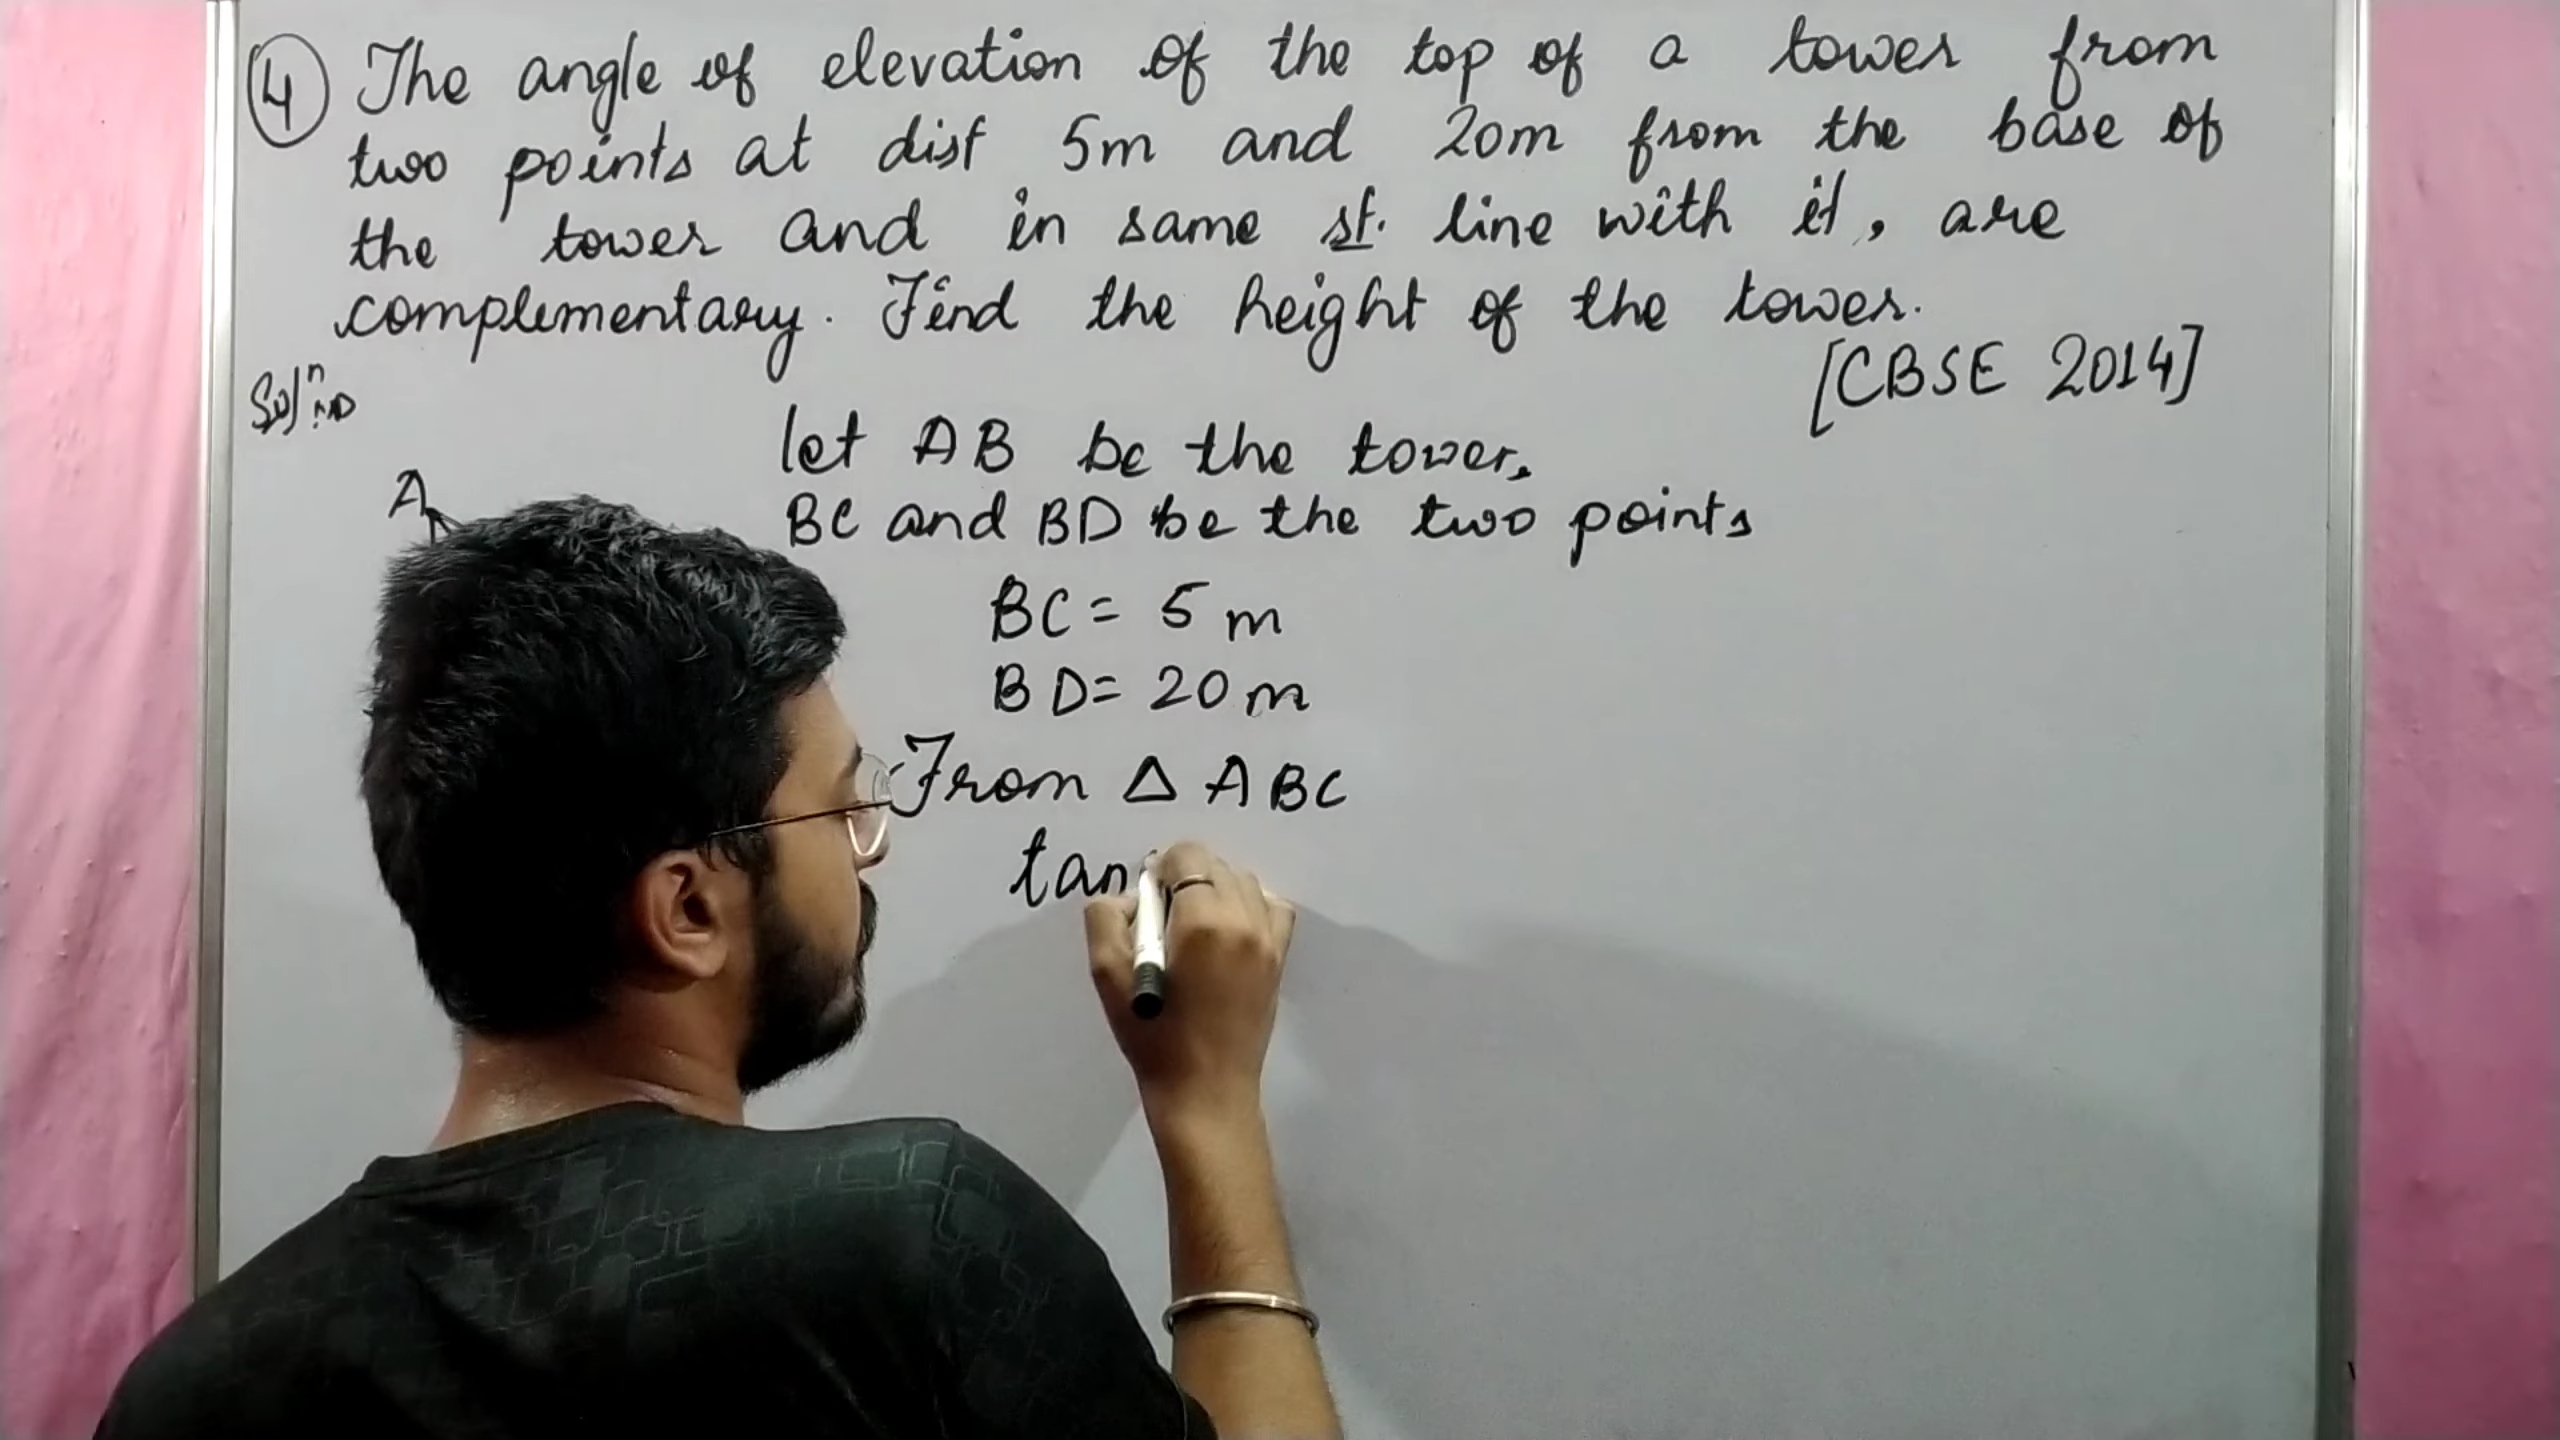 ④ The angle of elevation of the top of a tower from
two points at dist 5m and 20m from the base of
the tower and in same st. line with it, are
complementary. Find the height of the tower.
[CBSE 2014]
Solⁿ:
let AB be the tower.
A
BC and BD be the two points
BC = 5 m
BD = 20 m
From △ ABC
tan